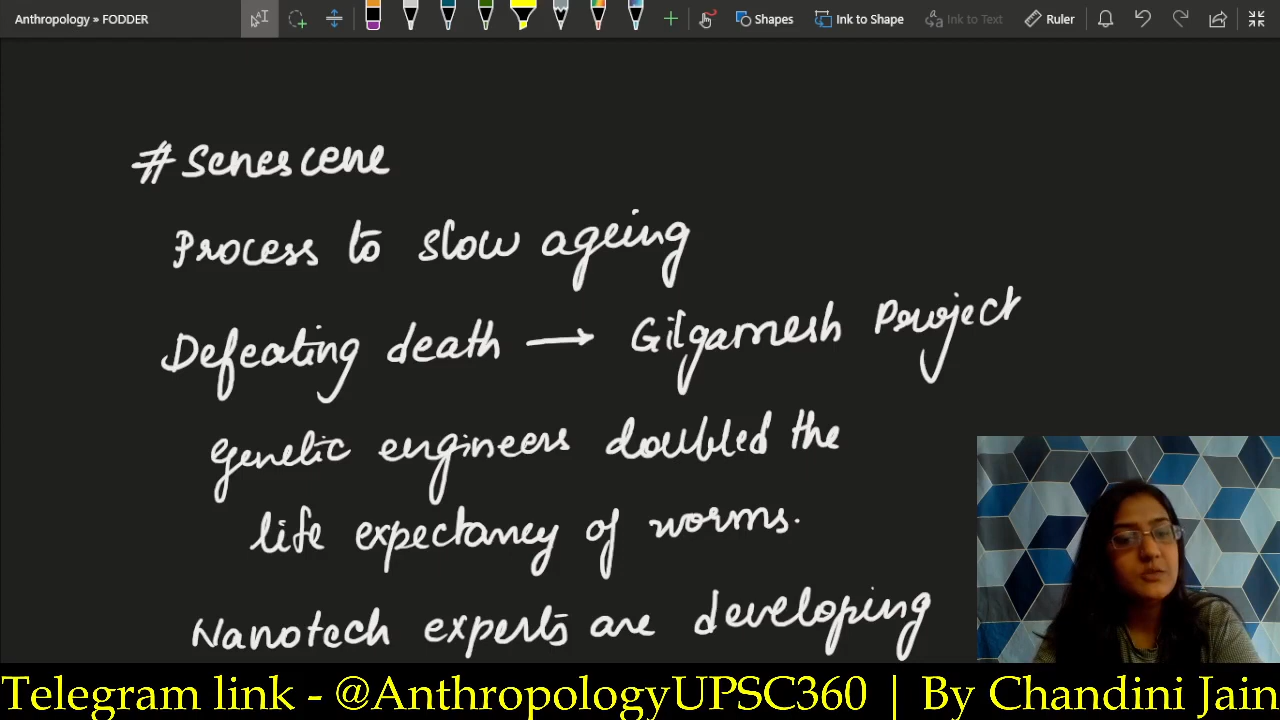 Anthropology » FODDER
Shapes Ink to Shape Ink to Text Ruler
# Senescene
Process to slow ageing
Defeating death → Gilgamesh Project
Genetic engineers doubled the
life expectancy of worms.
Nanotech experts are developing
Telegram link - @AnthropologyUPSC360 | By Chandini Jain